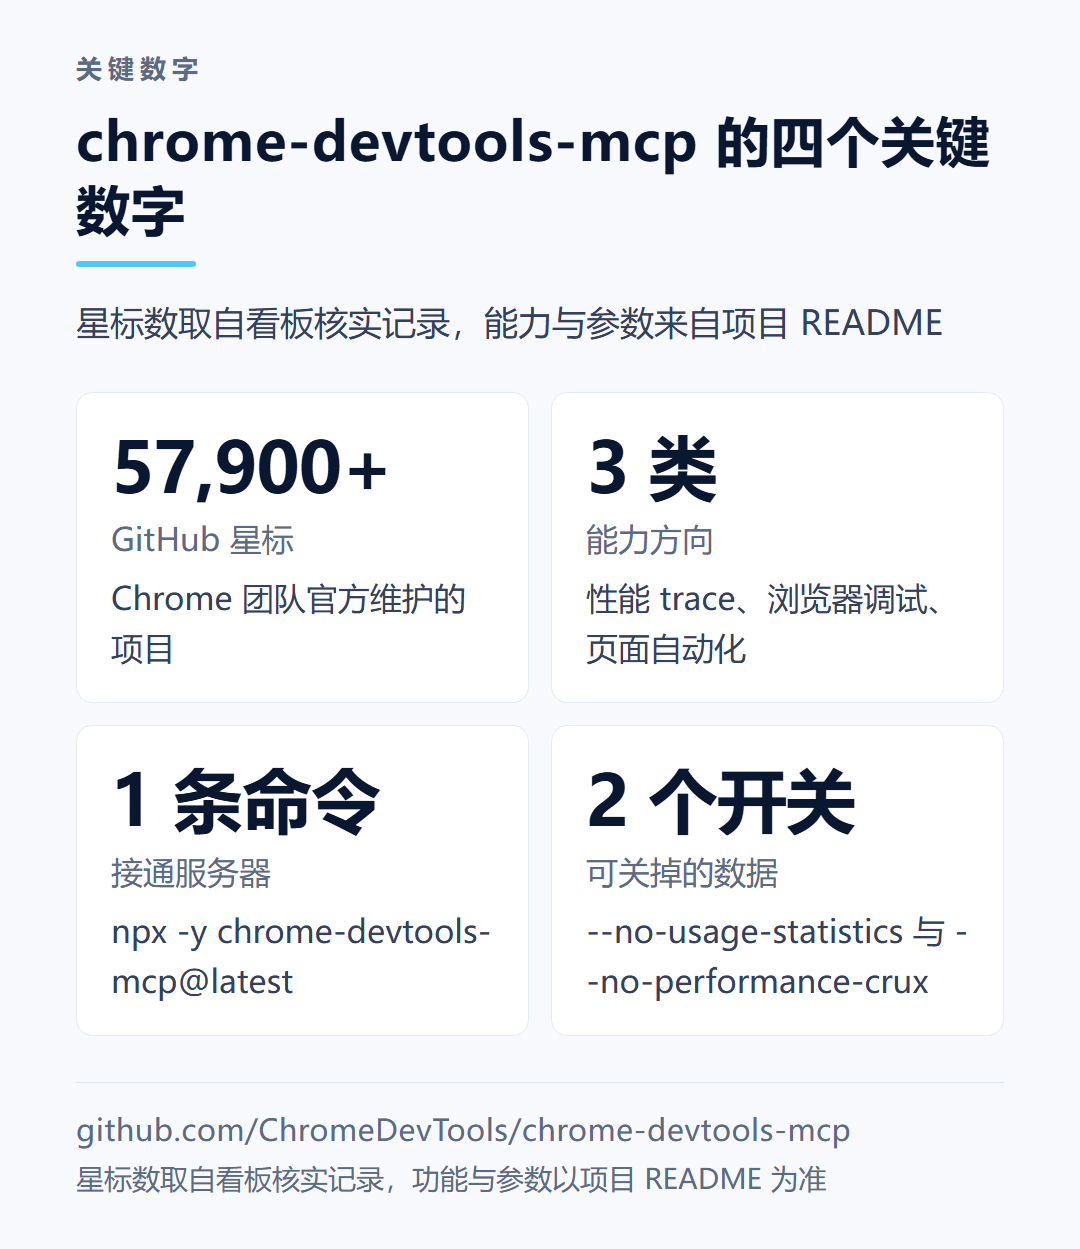 关键数字
chrome-devtools-mcp 的四个关键
数字
星标数取自看板核实记录，能力与参数来自项目 README
57,900+
GitHub 星标
Chrome 团队官方维护的
项目
3 类
能力方向
性能 trace、浏览器调试、
页面自动化
1 条命令
接通服务器
npx -y chrome-devtools-
mcp@latest
2 个开关
可关掉的数据
--no-usage-statistics 与 -
-no-performance-crux
github.com/ChromeDevTools/chrome-devtools-mcp
星标数取自看板核实记录，功能与参数以项目 README 为准